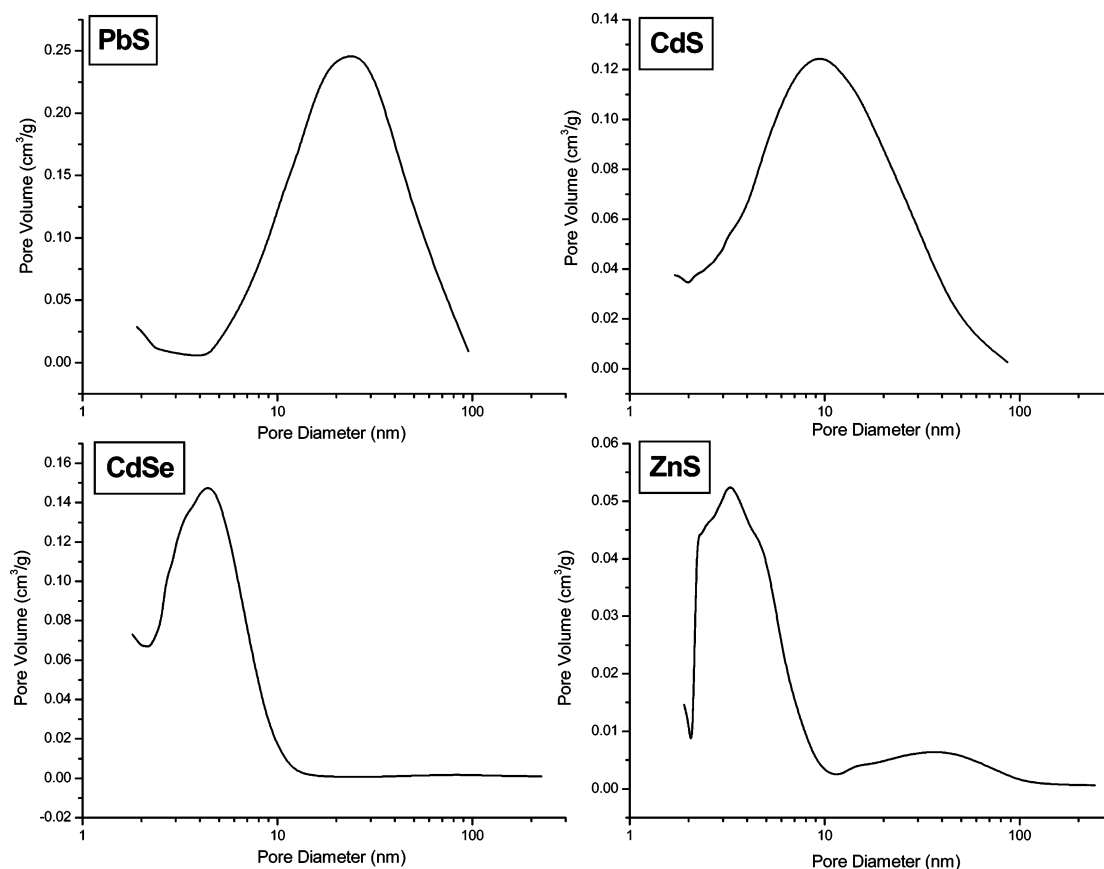 PbS
0.25
0.20
0.15
0.10
0.05
0.00
Pore Volume (cm³/g)
1 10 100
Pore Diameter (nm)
CdS
0.14
0.12
0.10
0.08
0.06
0.04
0.02
0.00
Pore Volume (cm³/g)
1 10 100
Pore Diameter (nm)
CdSe
0.16
0.14
0.12
0.10
0.08
0.06
0.04
0.02
0.00
-0.02
Pore Volume (cm³/g)
1 10 100
Pore Diameter (nm)
ZnS
0.06
0.05
0.04
0.03
0.02
0.01
0.00
Pore Volume (cm³/g)
1 10 100
Pore Diameter (nm)